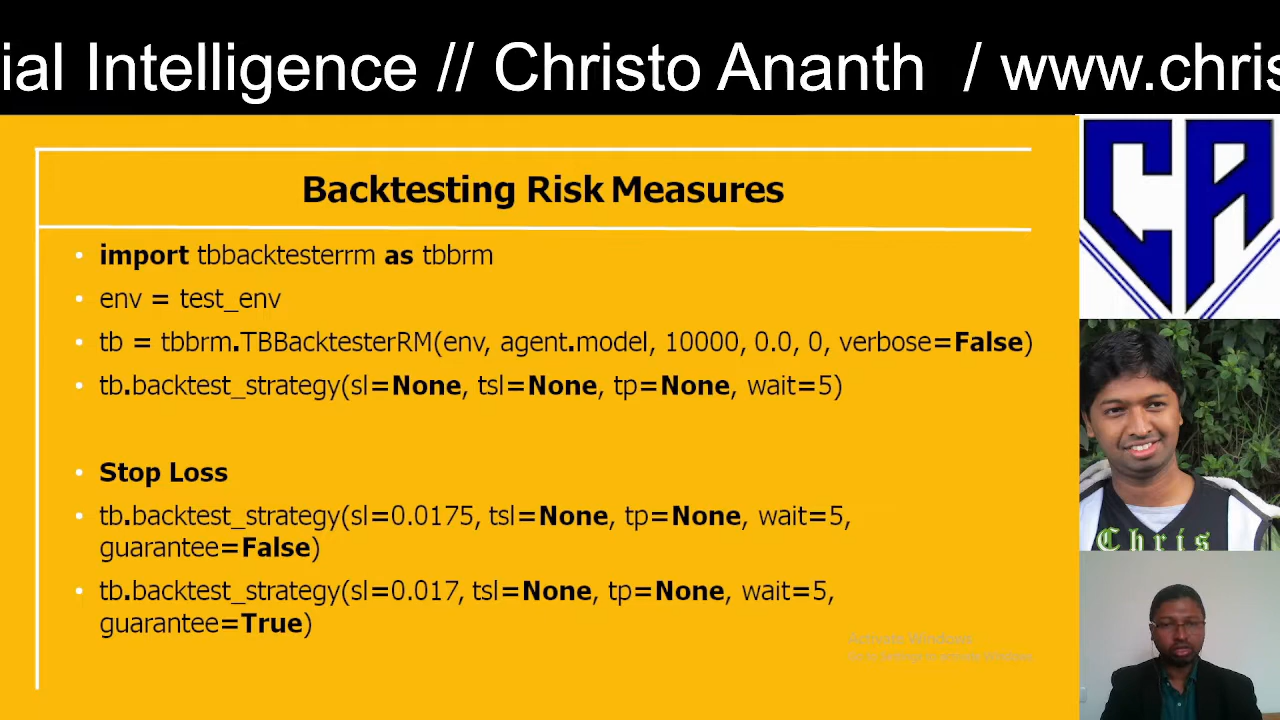 ial Intelligence // Christo Ananth / www.chris
Backtesting Risk Measures
• import tbbacktesterrm as tbbrm
• env = test_env
• tb = tbbrm.TBBacktesterRM(env, agent.model, 10000, 0.0, 0, verbose=False)
• tb.backtest_strategy(sl=None, tsl=None, tp=None, wait=5)
• Stop Loss
• tb.backtest_strategy(sl=0.0175, tsl=None, tp=None, wait=5,
guarantee=False)
• tb.backtest_strategy(sl=0.017, tsl=None, tp=None, wait=5,
guarantee=True)
CA
Chris
Activate Windows